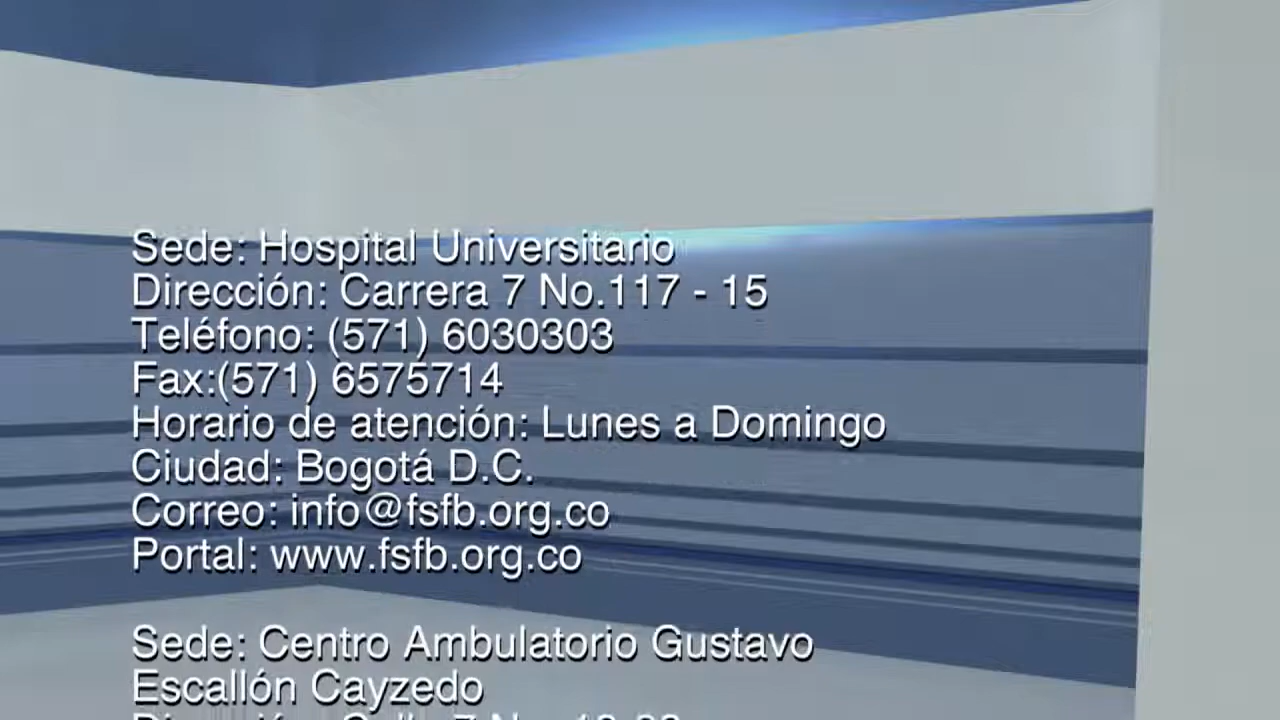 Sede: Hospital Universitario
Dirección: Carrera 7 No.117 - 15
Teléfono: (571) 6030303
Fax:(571) 6575714
Horario de atención: Lunes a Domingo
Ciudad: Bogotá D.C.
Correo: info@fsfb.org.co
Portal: www.fsfb.org.co
Sede: Centro Ambulatorio Gustavo
Escallón Cayzedo